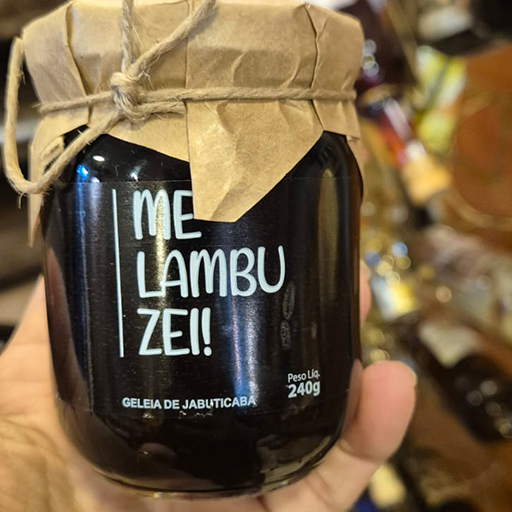 ME
LAMBU
ZEI!
Peso Líq.
240g
GELEIA DE JABUTICABA